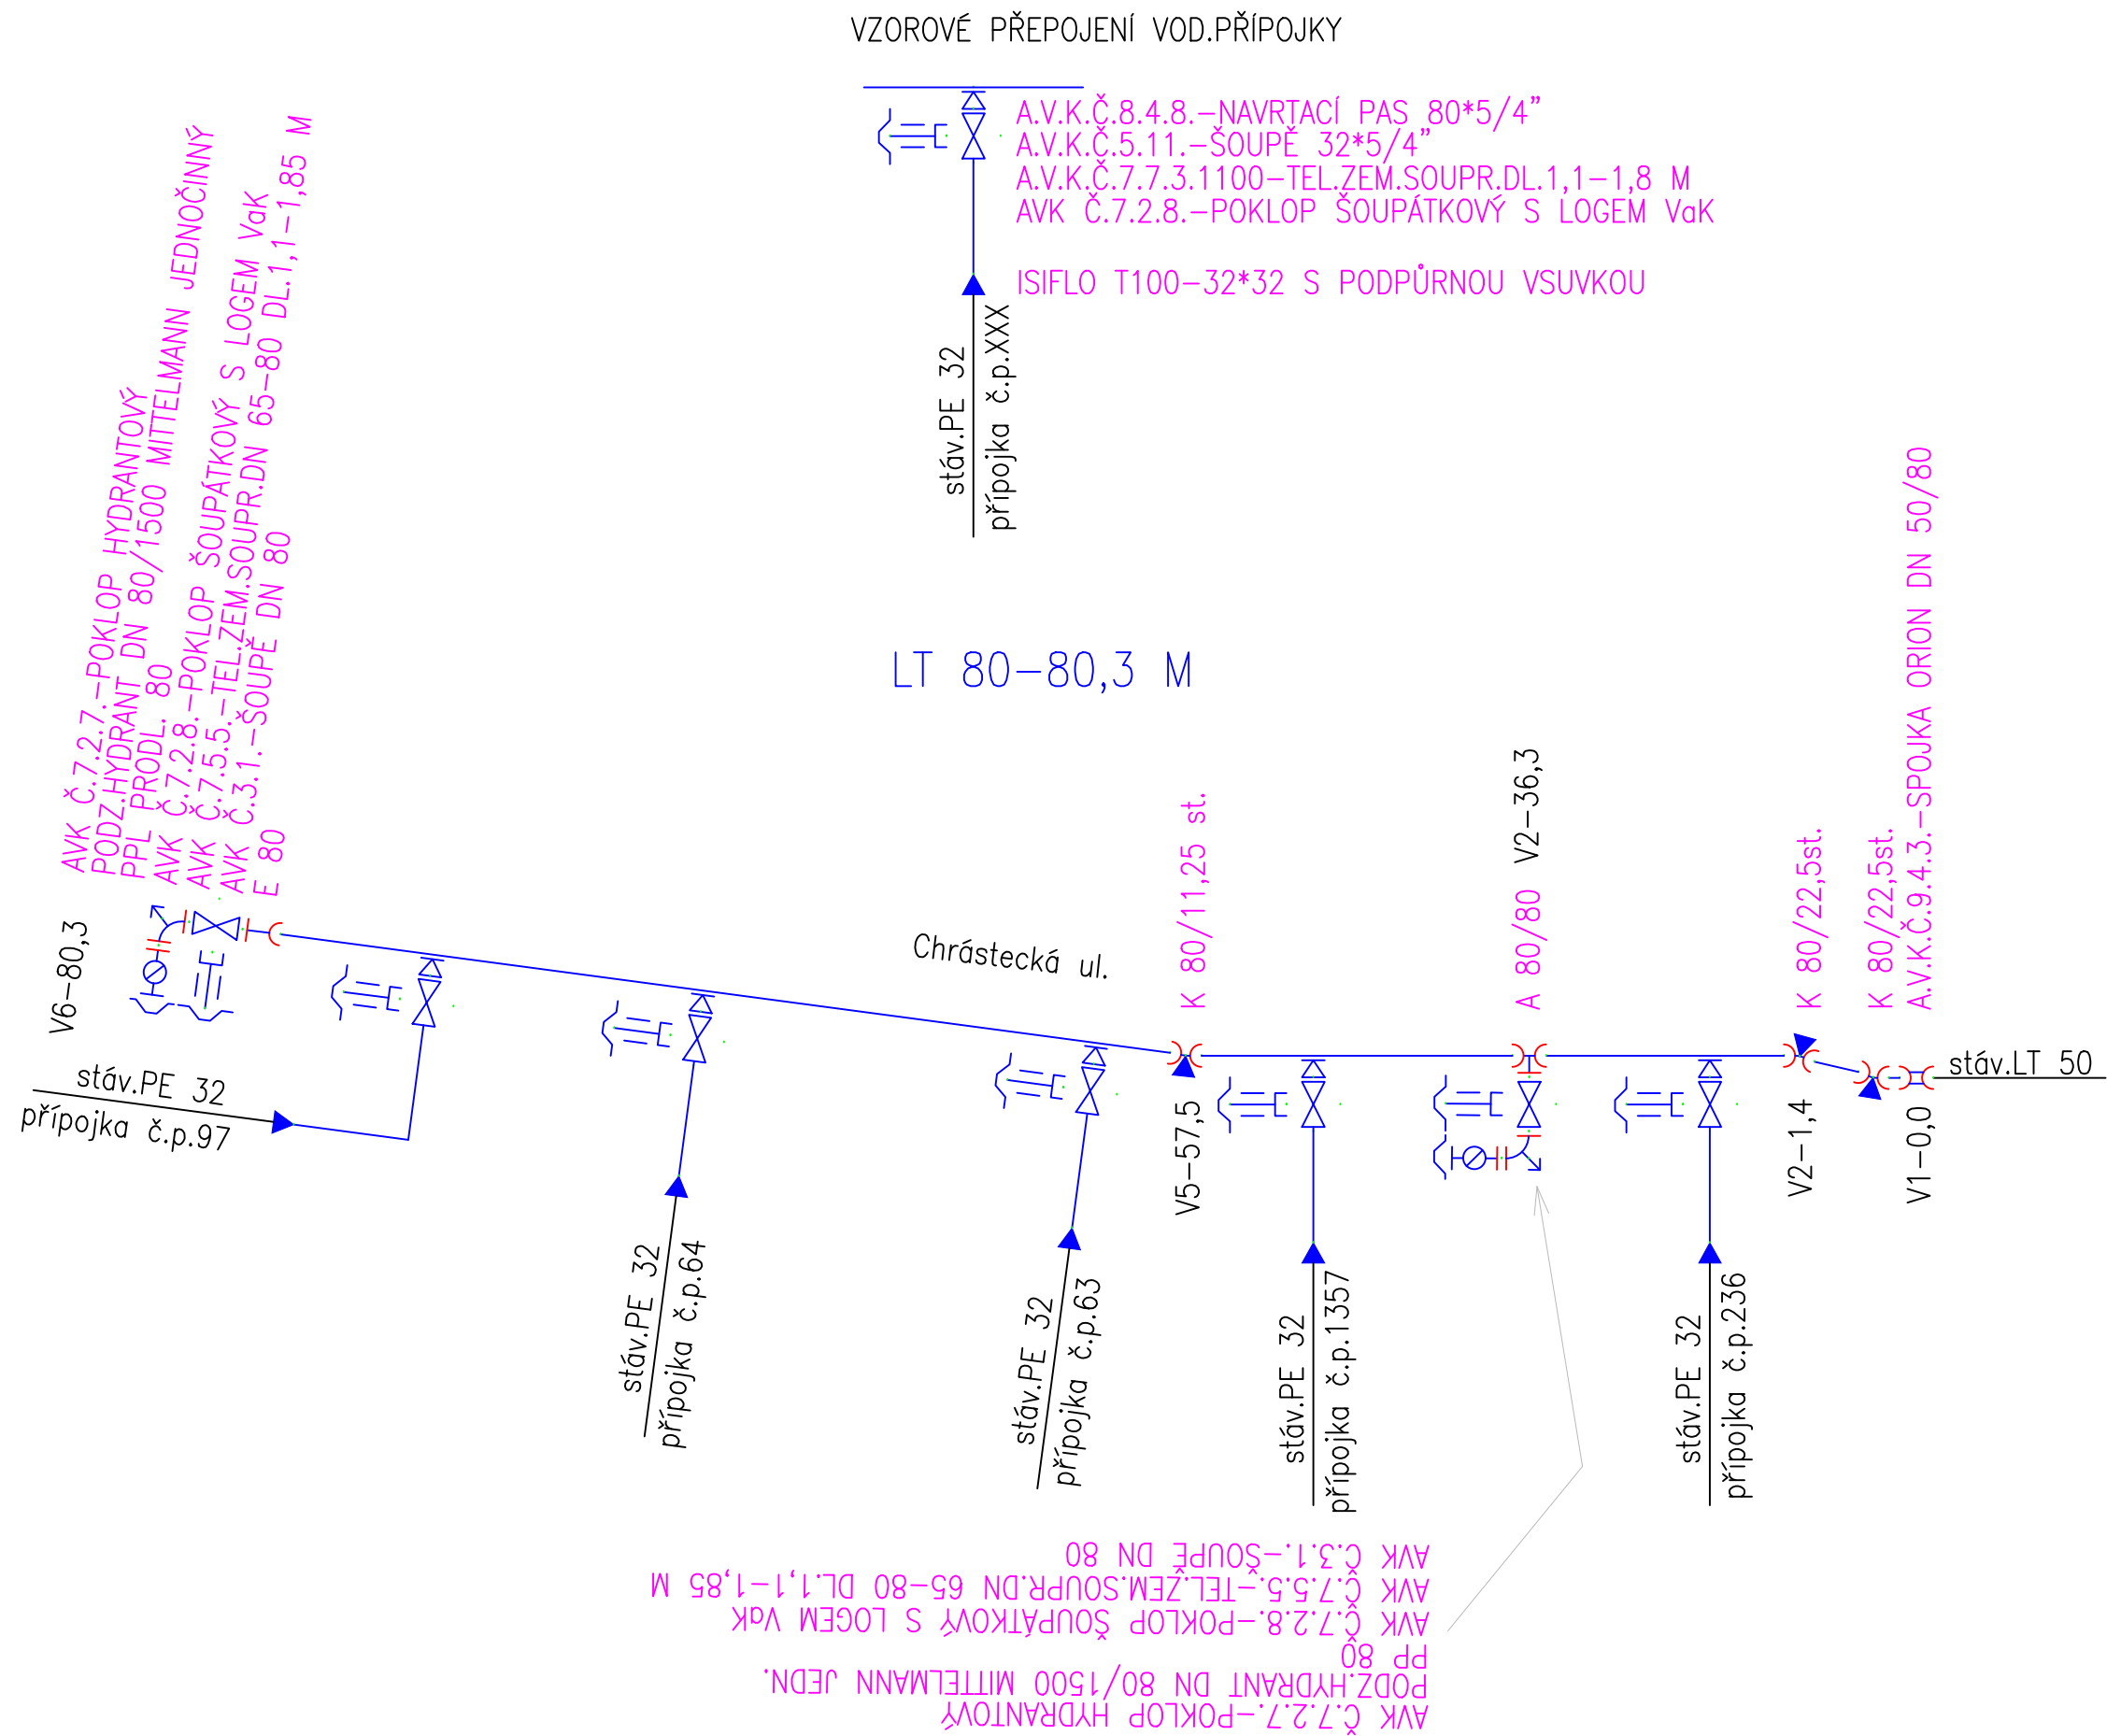 VZOROVÉ PŘEPOJENÍ VOD.PŘÍPOJKY
A.V.K.Č.8.4.8.-NAVRTACÍ PAS 80*5/4"
A.V.K.Č.5.11.-ŠOUPĚ 32*5/4"
A.V.K.Č.7.7.3.1100-TEL.ZEM.SOUPR.DL.1,1-1,8 M
AVK Č.7.2.8.-POKLOP ŠOUPÁTKOVÝ S LOGEM VaK
ISIFLO T100-32*32 S PODPŮRNOU VSUVKOU
stáv.PE 32
přípojka č.p.XXX
AVK Č.7.2.7.-POKLOP HYDRANTOVÝ
PODZ.HYDRANT DN 80/1500 MITTELMANN JEDNOČINNÝ
PPL PRODL. 80
AVK Č.7.2.8.-POKLOP ŠOUPÁTKOVÝ S LOGEM VaK
AVK Č.7.5.5.-TEL.ZEM.SOUPR.DN 65-80 DL.1,1-1,85 M
AVK Č.3.1.-ŠOUPĚ DN 80
E 80
LT 80-80,3 M
Chrástecká ul.
K 80/11,25 st.
V2-36,3
A 80/80
K 80/22,5st.
K 80/22,5st.
A.V.K.Č.9.4.3.-SPOJKA ORION DN 50/80
V6-80,3
stáv.LT 50
stáv.PE 32
přípojka č.p.97
V5-57,5
V2-1,4
V1-0,0
stáv.PE 32
přípojka č.p.64
stáv.PE 32
přípojka č.p.63
stáv.PE 32
přípojka č.p.1357
stáv.PE 32
přípojka č.p.236
AVK Č.7.2.7.-POKLOP HYDRANTOVÝ
PODZ.HYDRANT DN 80/1500 MITTELMANN JEDN.
PP 80
AVK Č.7.2.8.-POKLOP ŠOUPÁTKOVÝ S LOGEM VaK
AVK Č.7.5.5.-TEL.ZEM.SOUPR.DN 65-80 DL.1,1-1,85 M
AVK Č.3.1.-ŠOUPĚ DN 80